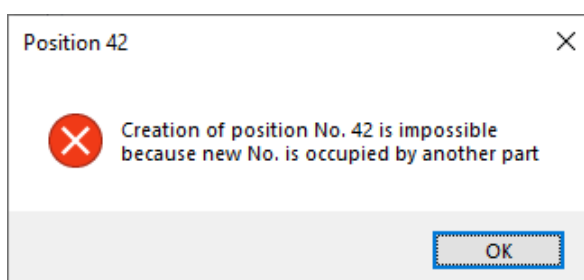 Position 42
Creation of position No. 42 is impossible
because new No. is occupied by another part
OK